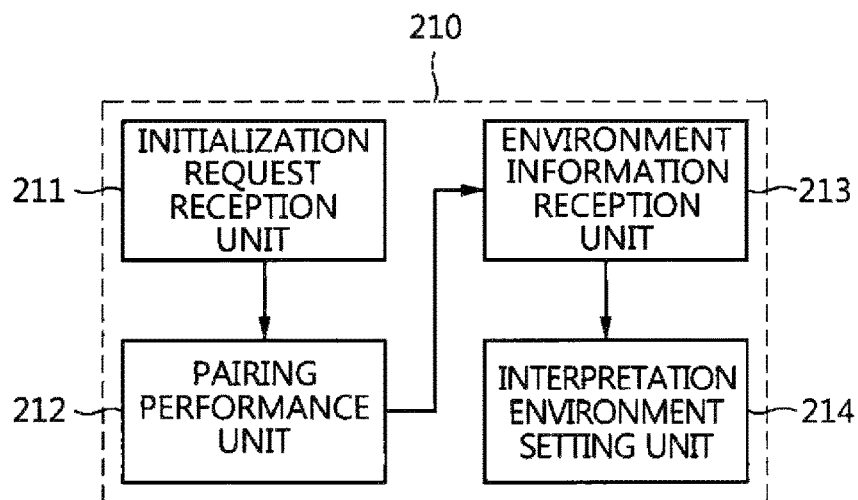 210
INITIALIZATION
REQUEST
RECEPTION
UNIT
211
ENVIRONMENT
INFORMATION
RECEPTION
UNIT
213
PAIRING
PERFORMANCE
UNIT
212
INTERPRETATION
ENVIRONMENT
SETTING UNIT
214